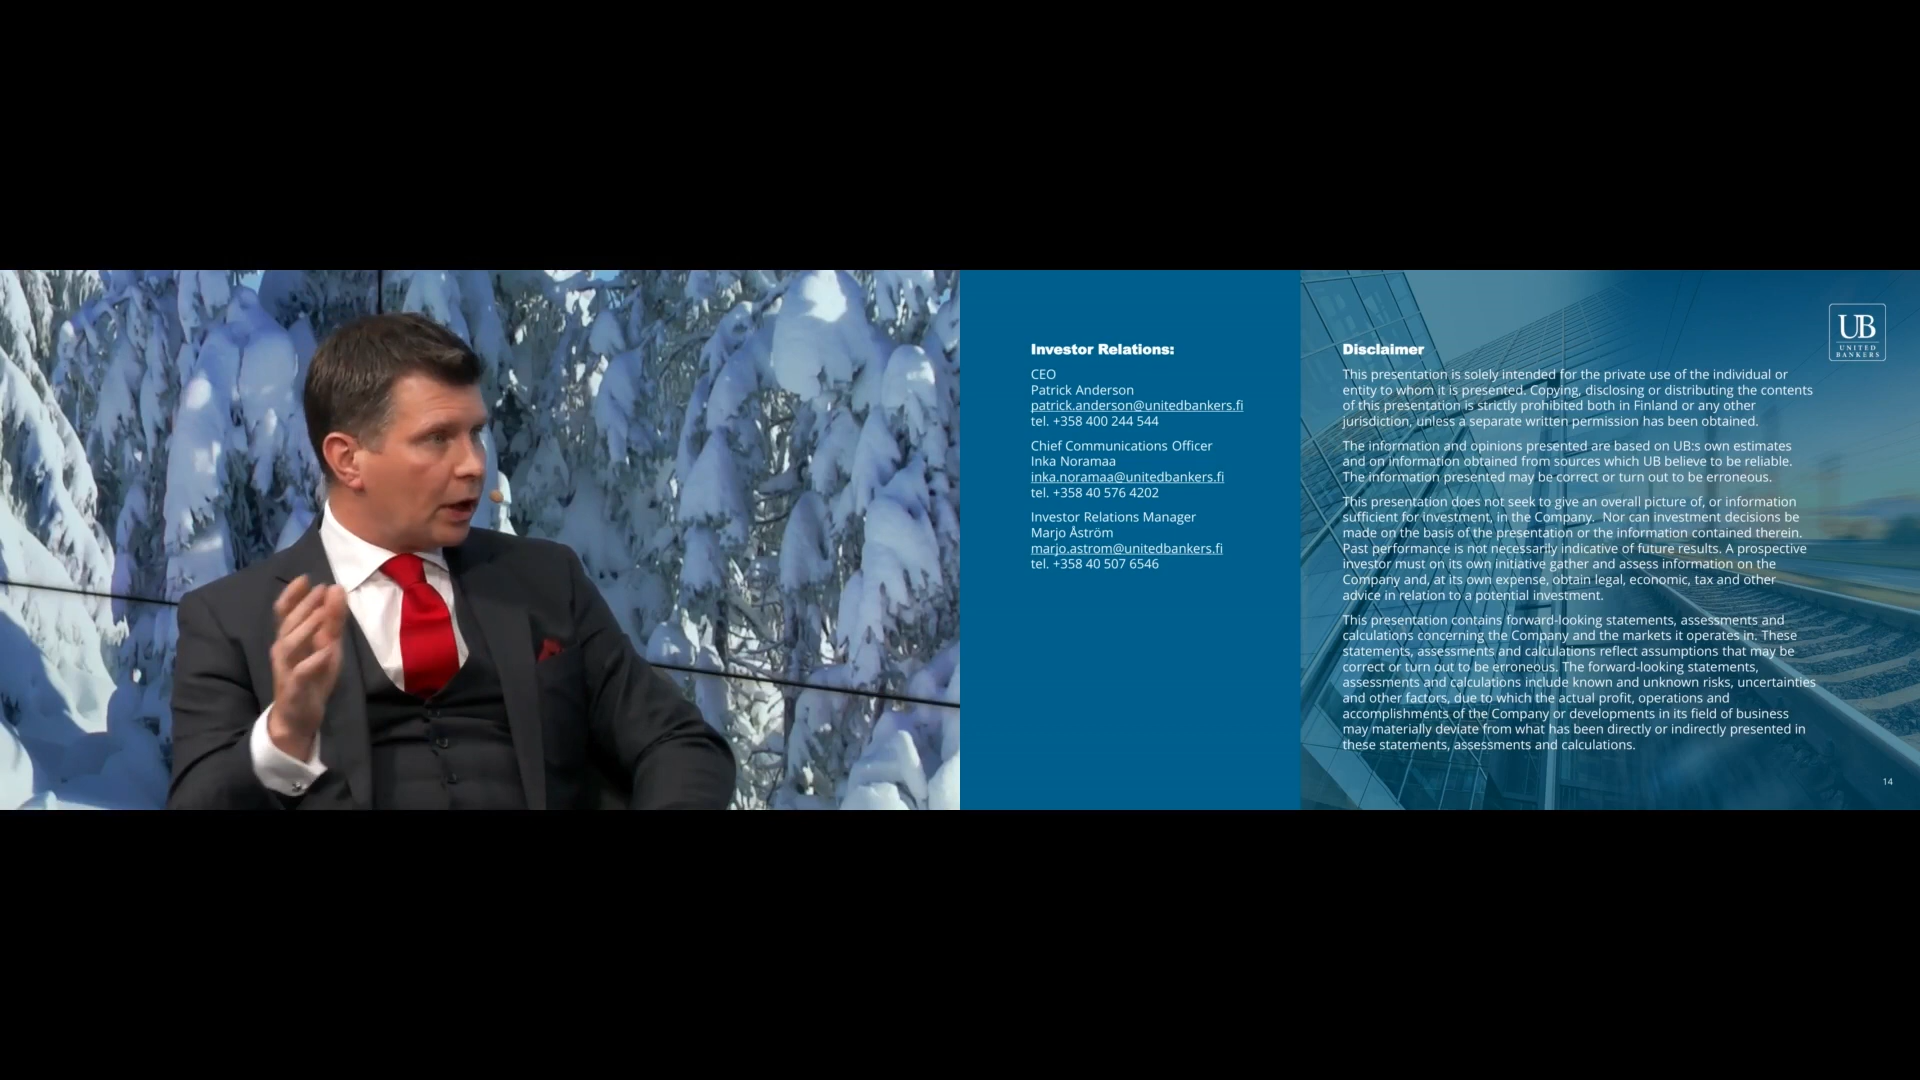 Investor Relations:
CEO
Patrick Anderson
patrick.anderson@unitedbankers.fi
tel. +358 400 244 544
Chief Communications Officer
Inka Noramaa
inka.noramaa@unitedbankers.fi
tel. +358 40 576 4202
Investor Relations Manager
Marjo Åström
marjo.astrom@unitedbankers.fi
tel. +358 40 507 6546
Disclaimer
This presentation is solely intended for the private use of the individual or
entity to whom it is presented. Copying, disclosing or distributing the contents
of this presentation is strictly prohibited both in Finland or any other
jurisdiction, unless a separate written permission has been obtained.
The information and opinions presented are based on UB:s own estimates
and on information obtained from sources which UB believe to be reliable.
The information presented may be correct or turn out to be erroneous.
This presentation does not seek to give an overall picture of, or information
sufficient for investment, in the Company.  Nor can investment decisions be
made on the basis of the presentation or the information contained therein.
Past performance is not necessarily indicative of future results. A prospective
investor must on its own initiative gather and assess information on the
Company and, at its own expense, obtain legal, economic, tax and other
advice in relation to a potential investment.
This presentation contains forward-looking statements, assessments and
calculations concerning the Company and the markets it operates in. These
statements, assessments and calculations reflect assumptions that may be
correct or turn out to be erroneous. The forward-looking statements,
assessments and calculations include known and unknown risks, uncertainties
and other factors, due to which the actual profit, operations and
accomplishments of the Company or developments in its field of business
may materially deviate from what has been directly or indirectly presented in
these statements, assessments and calculations.
UB
UNITED
BANKERS
14